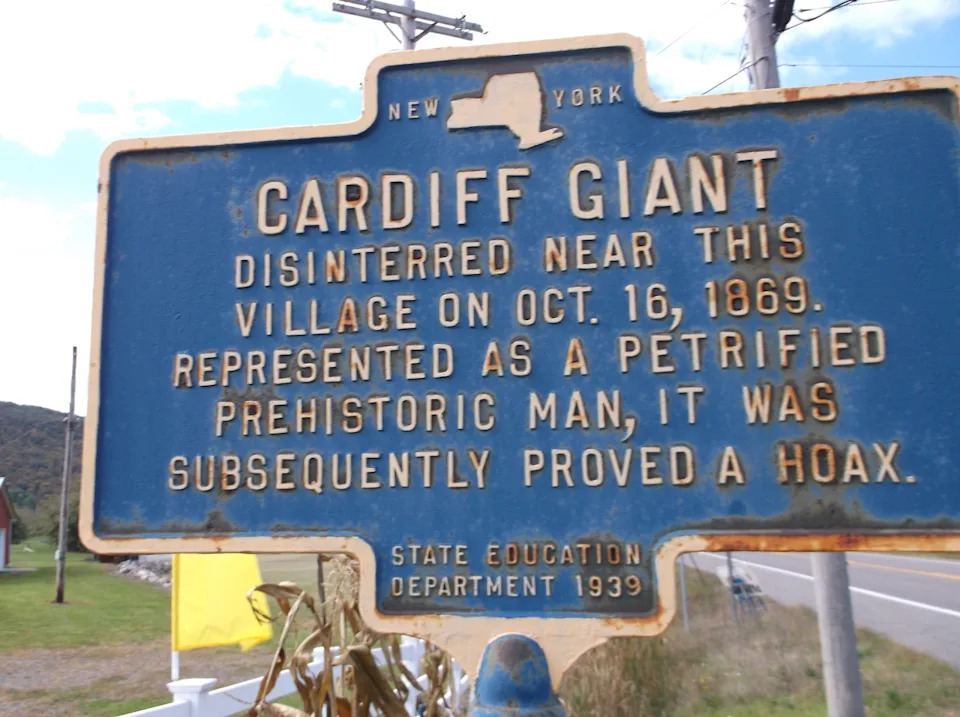 NEW YORK
CARDIFF GIANT
DISINTERRED NEAR THIS
VILLAGE ON OCT. 16, 1869.
REPRESENTED AS A PETRIFIED
PREHISTORIC MAN, IT WAS
SUBSEQUENTLY PROVED A HOAX.
STATE EDUCATION
DEPARTMENT 1939